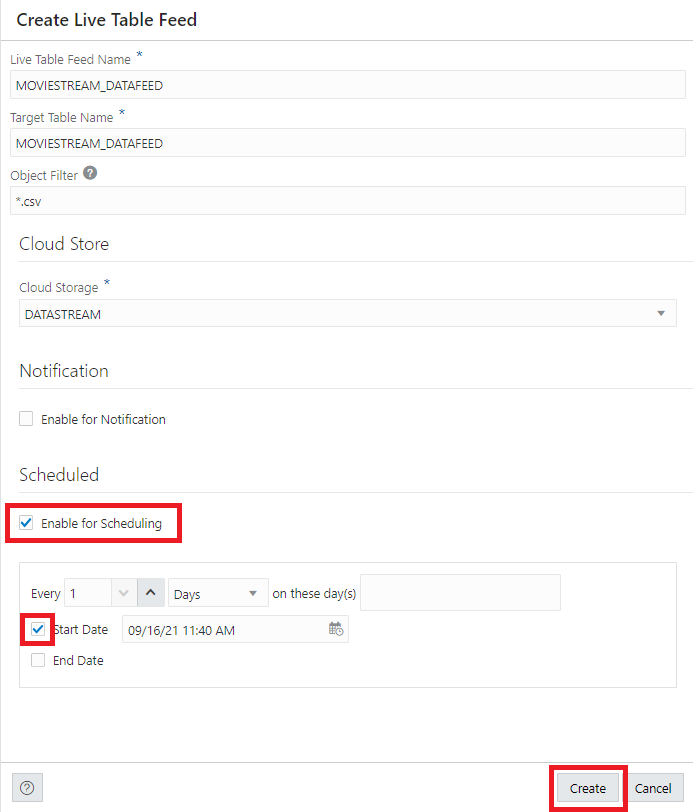 Create Live Table Feed
Live Table Feed Name *
MOVIESTREAM_DATAFEED
Target Table Name *
MOVIESTREAM_DATAFEED
Object Filter ?
*.csv
Cloud Store
Cloud Storage *
DATASTREAM
Notification
Enable for Notification
Scheduled
Enable for Scheduling
Every 1 Days on these day(s)
Start Date 09/16/21 11:40 AM
End Date
? Create Cancel